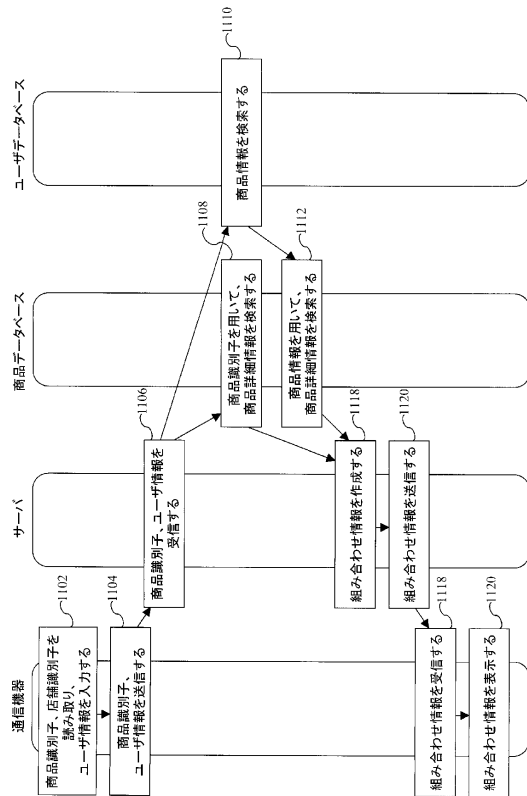 通信機器
サーバ
商品データベース
ユーザデータベース
1102
商品識別子、店舗識別子を
読み取り、
ユーザ情報を入力する
1104
商品識別子、
ユーザ情報を送信する
1106
商品識別子、ユーザ情報を
受信する
1108
商品識別子を用いて、
商品詳細情報を検索する
1110
商品情報を検索する
1112
商品情報を用いて、
商品詳細情報を検索する
1118
組み合わせ情報を作成する
1120
組み合わせ情報を送信する
1118
組み合わせ情報を受信する
1120
組み合わせ情報を表示する